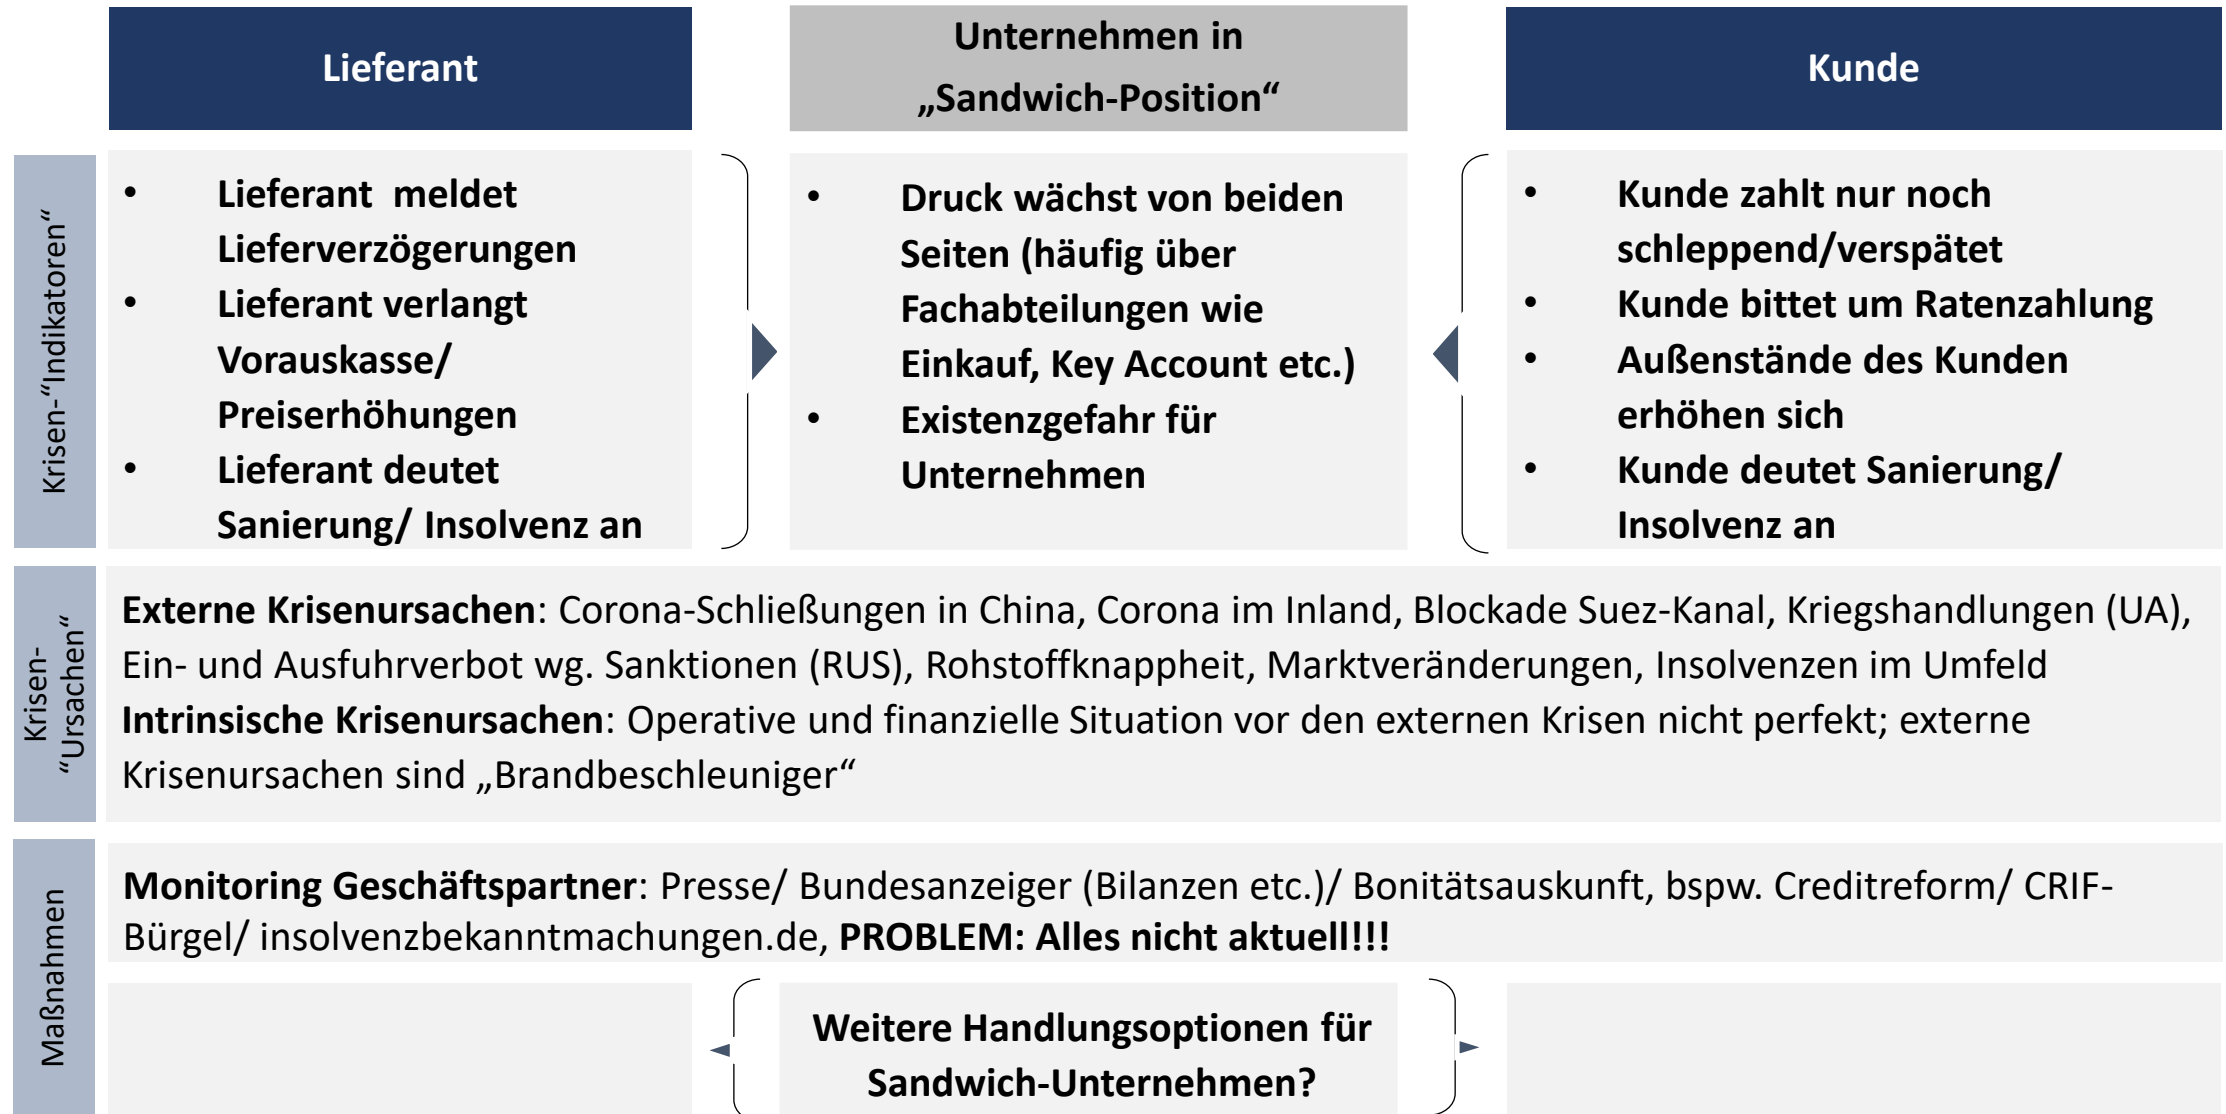 Lieferant
Unternehmen in
„Sandwich-Position“
Kunde
Krisen-“Indikatoren“
• Lieferant meldet
Lieferverzögerungen
• Lieferant verlangt
Vorauskasse/
Preiserhöhungen
• Lieferant deutet
Sanierung/ Insolvenz an
• Druck wächst von beiden
Seiten (häufig über
Fachabteilungen wie
Einkauf, Key Account etc.)
• Existenzgefahr für
Unternehmen
• Kunde zahlt nur noch
schleppend/verspätet
• Kunde bittet um Ratenzahlung
• Außenstände des Kunden
erhöhen sich
• Kunde deutet Sanierung/
Insolvenz an
Krisen-
“Ursachen“
Externe Krisenursachen: Corona-Schließungen in China, Corona im Inland, Blockade Suez-Kanal, Kriegshandlungen (UA),
Ein- und Ausfuhrverbot wg. Sanktionen (RUS), Rohstoffknappheit, Marktveränderungen, Insolvenzen im Umfeld
Intrinsische Krisenursachen: Operative und finanzielle Situation vor den externen Krisen nicht perfekt; externe
Krisenursachen sind „Brandbeschleuniger“
Maßnahmen
Monitoring Geschäftspartner: Presse/ Bundesanzeiger (Bilanzen etc.)/ Bonitätsauskunft, bspw. Creditreform/ CRIF-
Bürgel/ insolvenzbekanntmachungen.de, PROBLEM: Alles nicht aktuell!!!
Weitere Handlungsoptionen für
Sandwich-Unternehmen?